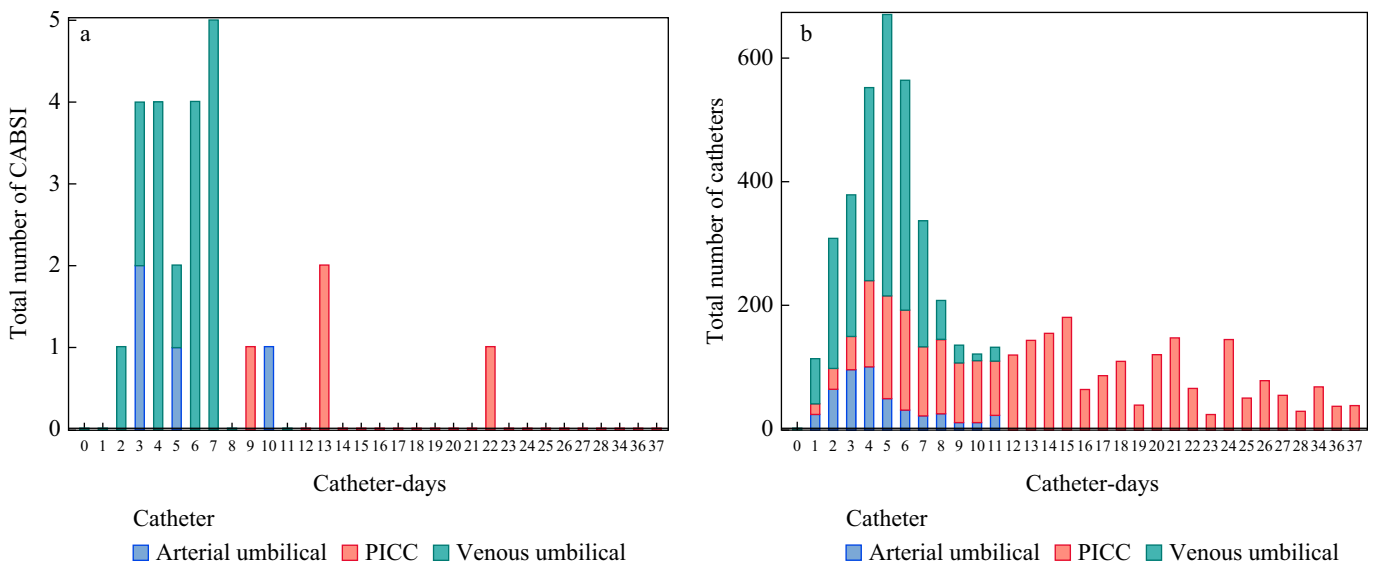 a
Total number of CABSI
5
4
3
2
1
0
0 1 2 3 4 5 6 7 8 9 10 11 12 13 14 15 16 17 18 19 20 21 22 23 24 25 26 27 28 34 36 37
Catheter-days
Catheter
Arterial umbilical PICC Venous umbilical
b
Total number of catheters
600
400
200
0
0 1 2 3 4 5 6 7 8 9 10 11 12 13 14 15 16 17 18 19 20 21 22 23 24 25 26 27 28 34 36 37
Catheter-days
Catheter
Arterial umbilical PICC Venous umbilical